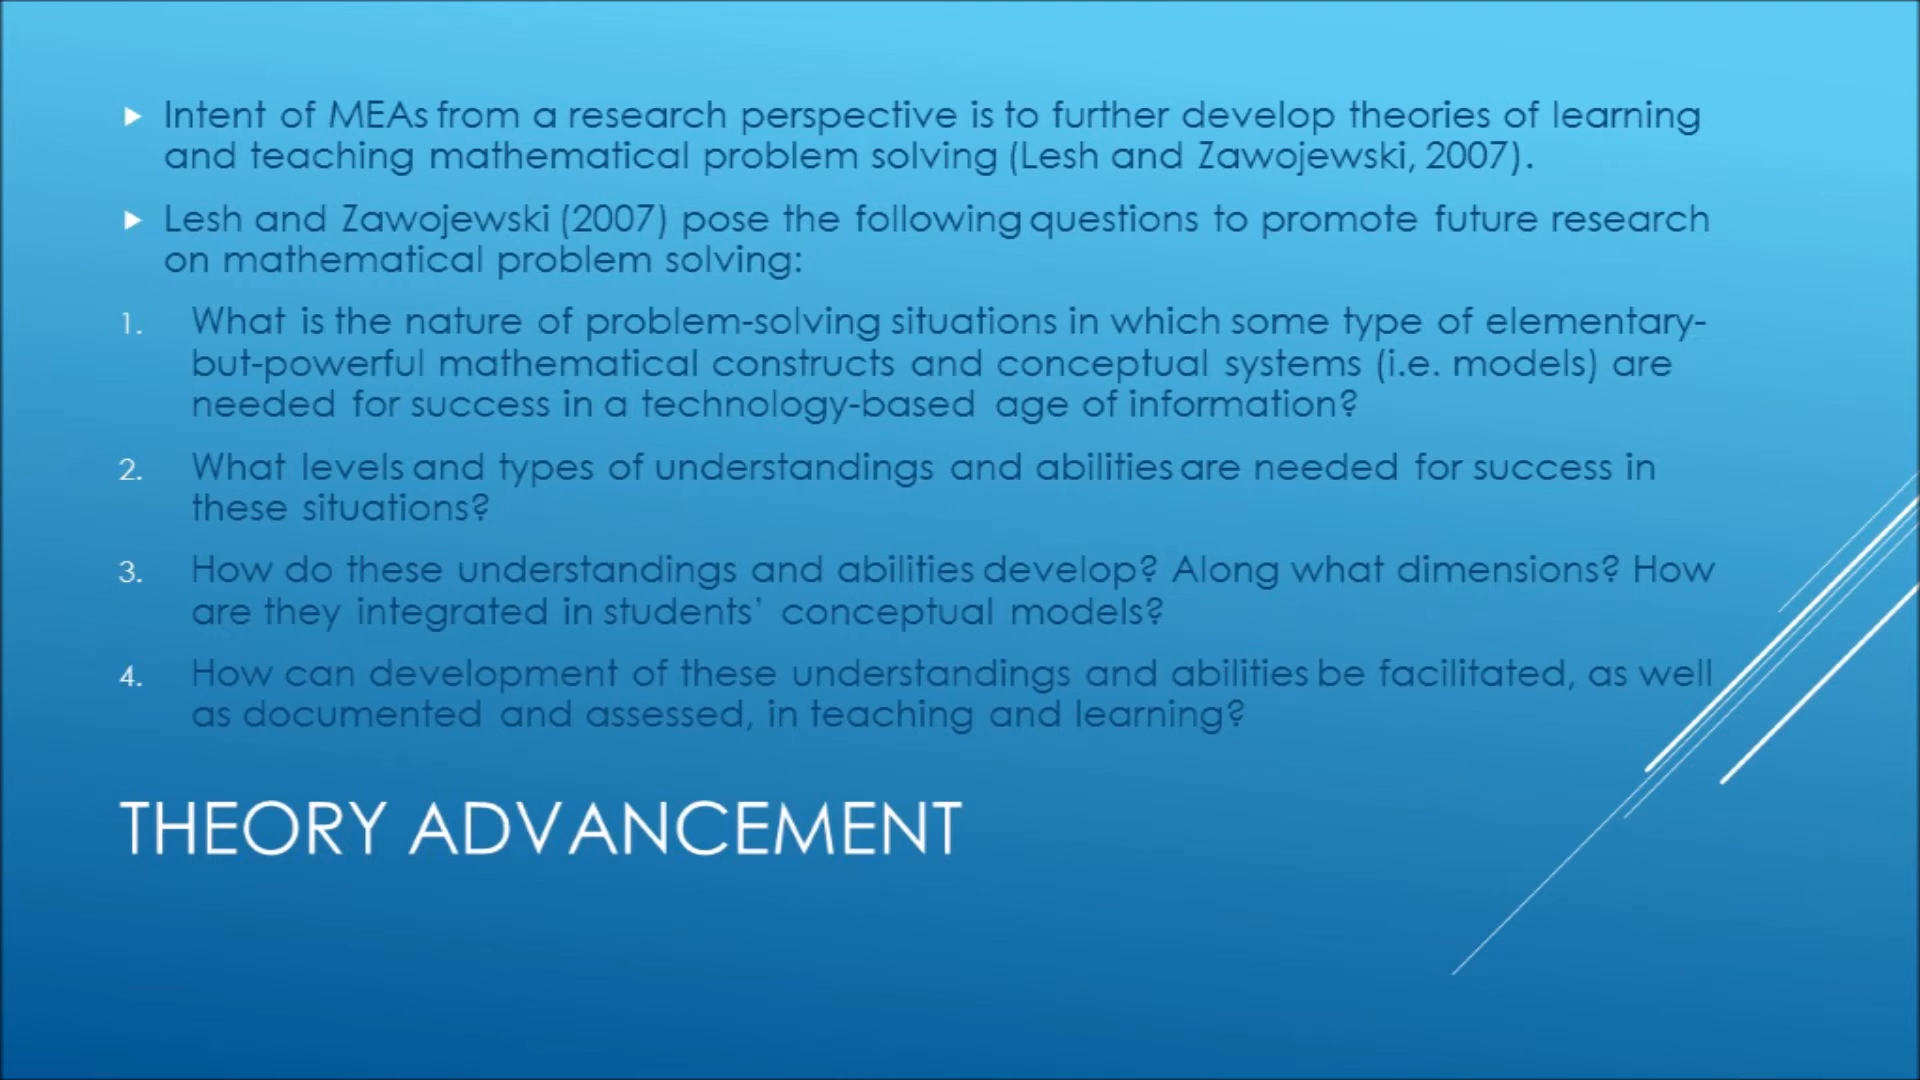 Intent of MEAs from a research perspective is to further develop theories of learning
and teaching mathematical problem solving (Lesh and Zawojewski, 2007).
Lesh and Zawojewski (2007) pose the following questions to promote future research
on mathematical problem solving:
1. What is the nature of problem-solving situations in which some type of elementary-
but-powerful mathematical constructs and conceptual systems (i.e. models) are
needed for success in a technology-based age of information?
2. What levels and types of understandings and abilities are needed for success in
these situations?
3. How do these understandings and abilities develop? Along what dimensions? How
are they integrated in students' conceptual models?
4. How can development of these understandings and abilities be facilitated, as well
as documented and assessed, in teaching and learning?
THEORY ADVANCEMENT